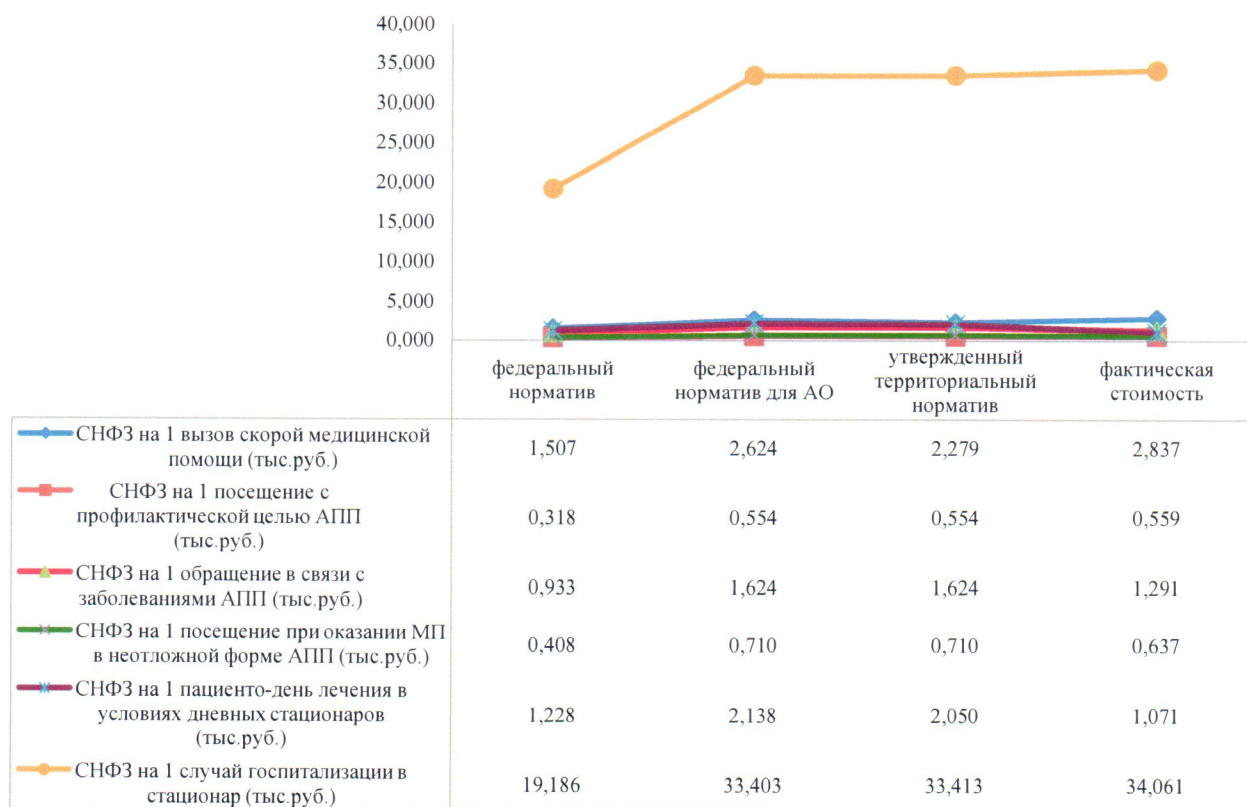 40,000
35,000
30,000
25,000
20,000
15,000
10,000
5,000
0,000
федеральный
норматив
федеральный
норматив для АО
утвержденный
территориальный
норматив
фактическая
стоимость
СНФЗ на 1 вызов скорой медицинской
помощи (тыс.руб.)
1,507 2,624 2,279 2,837
СНФЗ на 1 посещение с
профилактической целью АПП
(тыс.руб.)
0,318 0,554 0,554 0,559
СНФЗ на 1 обращение в связи с
заболеваниями АПП (тыс.руб.)
0,933 1,624 1,624 1,291
СНФЗ на 1 посещение при оказании МП
в неотложной форме АПП (тыс.руб.)
0,408 0,710 0,710 0,637
СНФЗ на 1 пациенто-день лечения в
условиях дневных стационаров
(тыс.руб.)
1,228 2,138 2,050 1,071
СНФЗ на 1 случай госпитализации в
стационар (тыс.руб.)
19,186 33,403 33,413 34,061